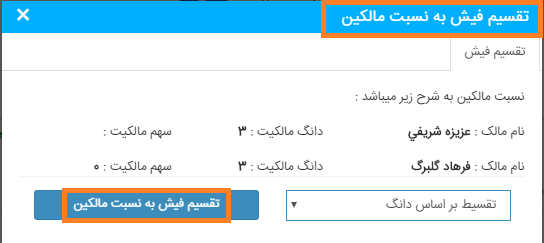 تقسیم فیش به نسبت مالکین ×
تقسیم فیش
نسبت مالکین به شرح زیر میباشد :
نام مالک : عزیزه شریفي دانگ مالکیت : ۳ سهم مالکیت :
نام مالک : فرهاد گلبرگ دانگ مالکیت : ۳ سهم مالکیت : ۰
تقسیط بر اساس دانگ تقسیم فیش به نسبت مالکین